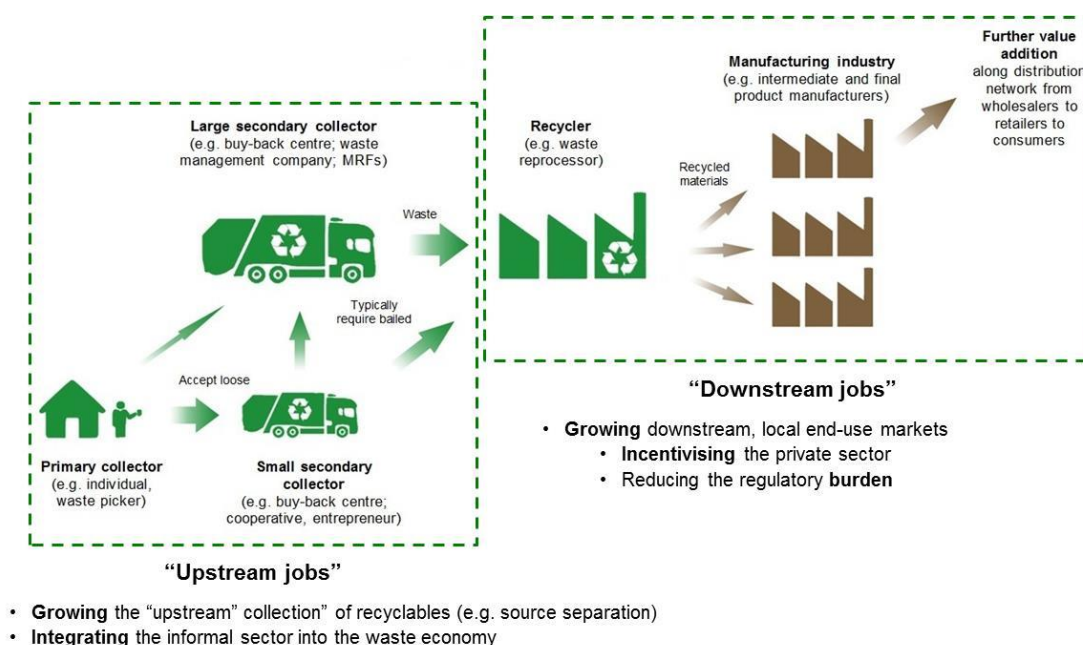 Further value
addition
along distribution
network from
wholesalers to
retailers to
consumers
Manufacturing industry
(e.g. intermediate and final
product manufacturers)
Large secondary collector
(e.g. buy-back centre; waste
management company; MRFs)
Recycler
(e.g. waste
reprocessor)
Recycled
materials
Waste
Typically
require bailed
Accept loose
Primary collector
(e.g. individual,
waste picker)
Small secondary
collector
(e.g. buy-back centre;
cooperative, entrepreneur)
“Downstream jobs”
• Growing downstream, local end-use markets
• Incentivising the private sector
• Reducing the regulatory burden
“Upstream jobs”
• Growing the “upstream” collection” of recyclables (e.g. source separation)
• Integrating the informal sector into the waste economy